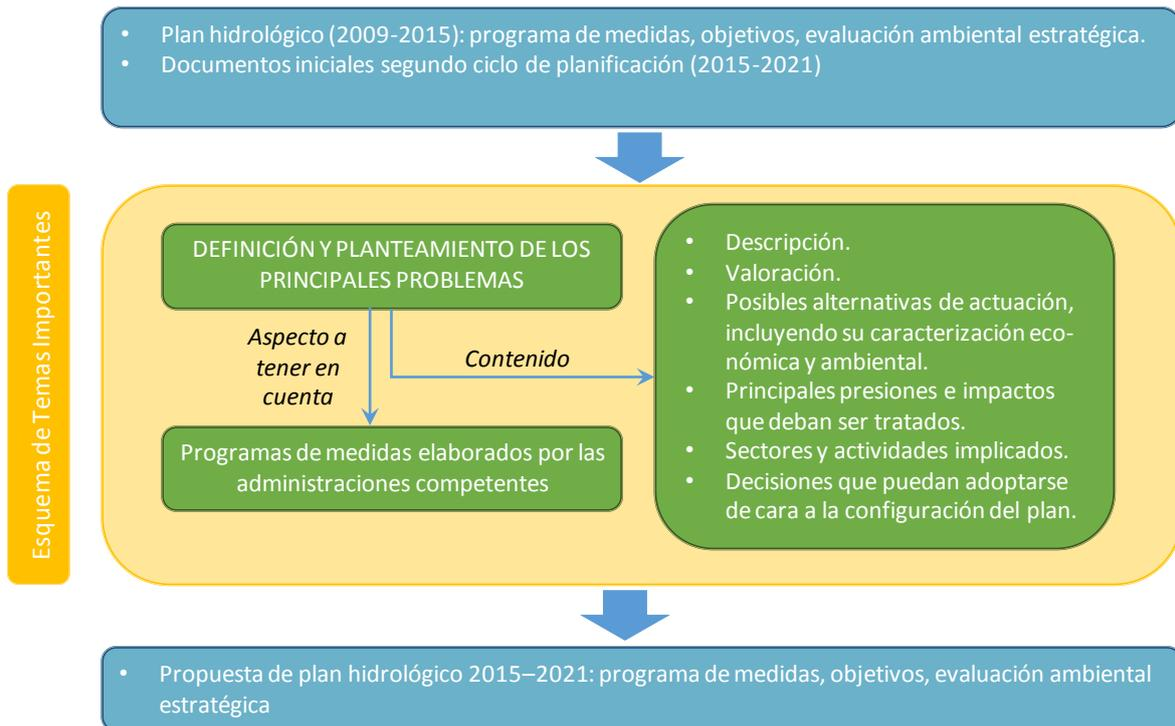 • Plan hidrológico (2009-2015): programa de medidas, objetivos, evaluación ambiental estratégica.
• Documentos iniciales segundo ciclo de planificación (2015-2021)
Esquema de Temas Importantes
DEFINICIÓN Y PLANTEAMIENTO DE LOS
PRINCIPALES PROBLEMAS
Aspecto a
tener en
cuenta
Contenido
Programas de medidas elaborados por las
administraciones competentes
• Descripción.
• Valoración.
• Posibles alternativas de actuación,
incluyendo su caracterización eco-
nómica y ambiental.
• Principales presiones e impactos
que deban ser tratados.
• Sectores y actividades implicados.
• Decisiones que puedan adoptarse
de cara a la configuración del plan.
• Propuesta de plan hidrológico 2015–2021: programa de medidas, objetivos, evaluación ambiental
estratégica